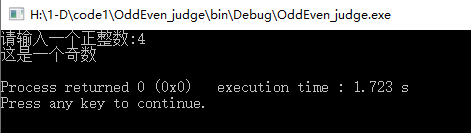 H:\1-D\code1\OddEven_judge\bin\Debug\OddEven_judge.exe
请输入一个正整数:4
这是一个奇数
Process returned 0 (0x0)   execution time : 1.723 s
Press any key to continue.